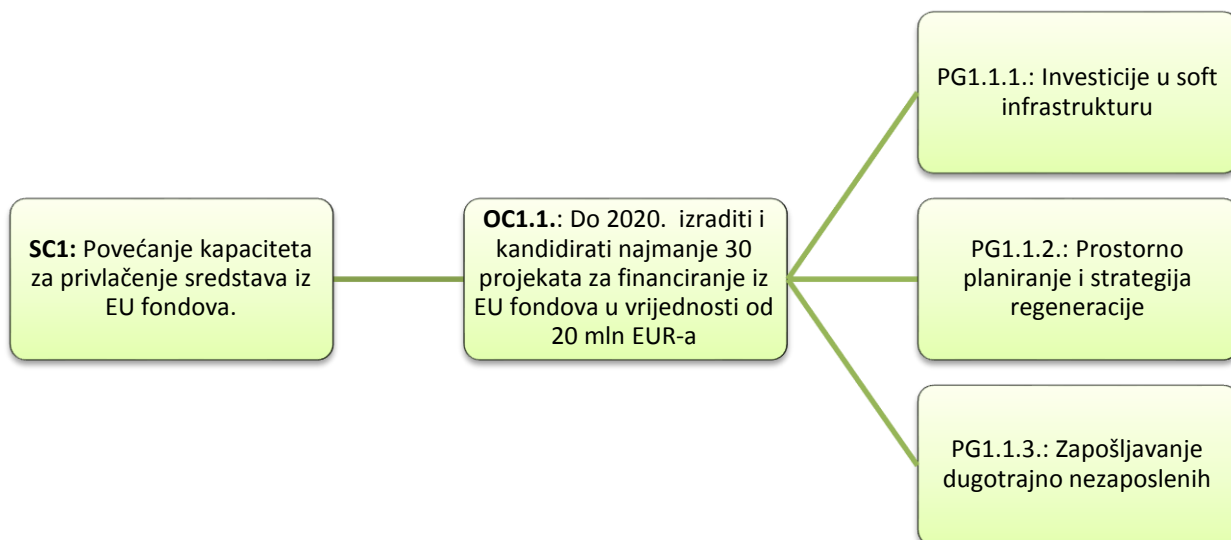 SC1: Povećanje kapaciteta
za privlačenje sredstava iz
EU fondova.
OC1.1.: Do 2020. izraditi i
kandidirati najmanje 30
projekata za financiranje iz
EU fondova u vrijednosti od
20 mln EUR-a
PG1.1.1.: Investicije u soft
infrastrukturu
PG1.1.2.: Prostorno
planiranje i strategija
regeneracije
PG1.1.3.: Zapošljavanje
dugotrajno nezaposlenih